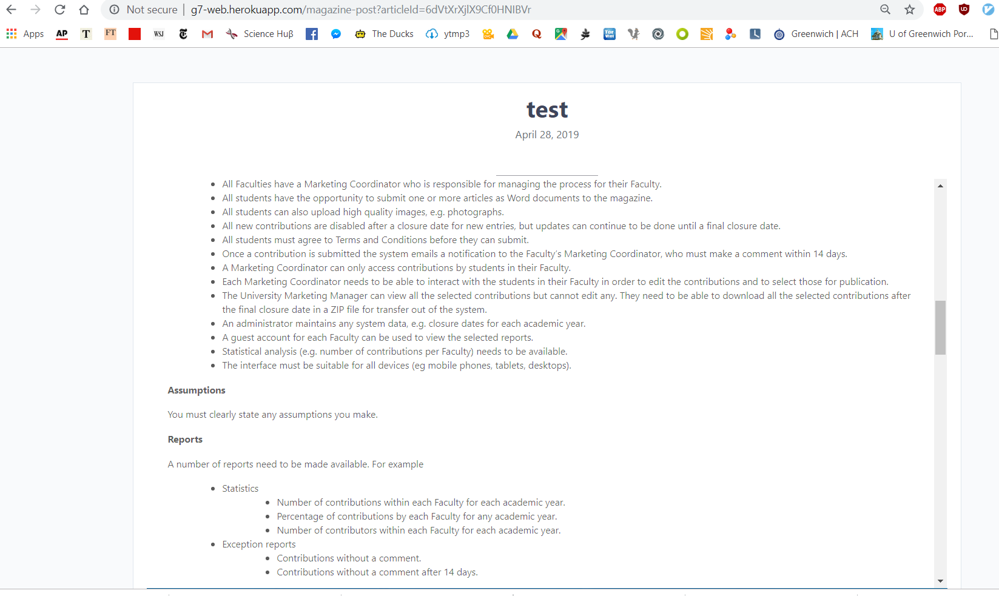 Not secure | g7-web.herokuapp.com/magazine-post?articleId=6dVtXrXjlX9Cf0HNIBVr
ABP
UD
Apps
AP
T
FT
WSJ
Science Huβ
The Ducks
ytmp3
Q
Tor Viet
Greenwich | ACH
U of Greenwich Por...
test
April 28, 2019
All Faculties have a Marketing Coordinator who is responsible for managing the process for their Faculty.
All students have the opportunity to submit one or more articles as Word documents to the magazine.
All students can also upload high quality images, e.g. photographs.
All new contributions are disabled after a closure date for new entries, but updates can continue to be done until a final closure date.
All students must agree to Terms and Conditions before they can submit.
Once a contribution is submitted the system emails a notification to the Faculty's Marketing Coordinator, who must make a comment within 14 days.
A Marketing Coordinator can only access contributions by students in their Faculty.
Each Marketing Coordinator needs to be able to interact with the students in their Faculty in order to edit the contributions and to select those for publication.
The University Marketing Manager can view all the selected contributions but cannot edit any. They need to be able to download all the selected contributions after
the final closure date in a ZIP file for transfer out of the system.
An administrator maintains any system data, e.g. closure dates for each academic year.
A guest account for each Faculty can be used to view the selected reports.
Statistical analysis (e.g. number of contributions per Faculty) needs to be available.
The interface must be suitable for all devices (eg mobile phones, tablets, desktops).
Assumptions
You must clearly state any assumptions you make.
Reports
A number of reports need to be made available. For example
Statistics
Number of contributions within each Faculty for each academic year.
Percentage of contributions by each Faculty for any academic year.
Number of contributors within each Faculty for each academic year.
Exception reports
Contributions without a comment.
Contributions without a comment after 14 days.